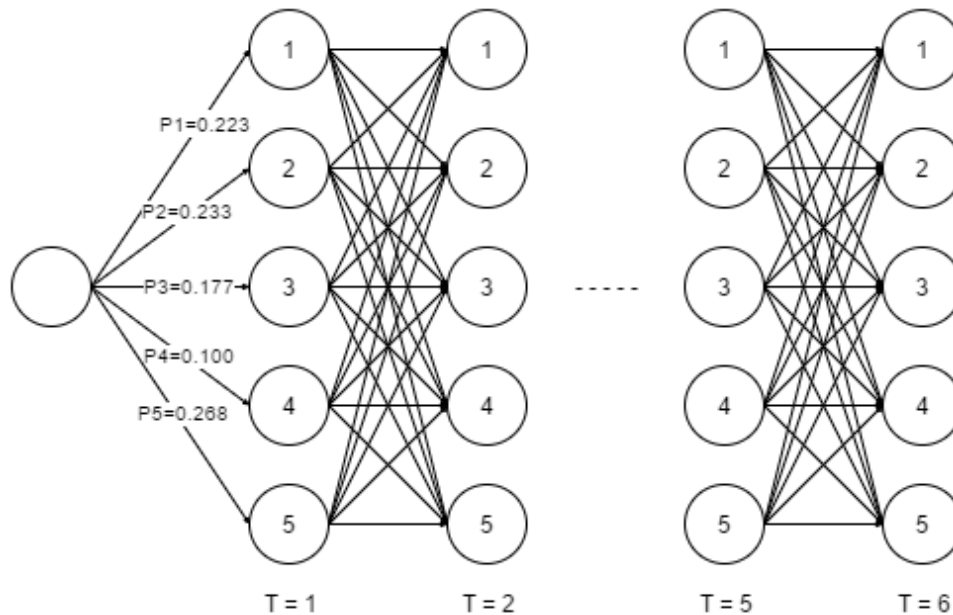 1 1 1 1
P1=0.223
2 2 2 2
P2=0.233
P3=0.177 3 3 - - - - - 3 3
P4=0.100
4 4 4 4
P5=0.268
5 5 5 5
T = 1 T = 2 T = 5 T = 6